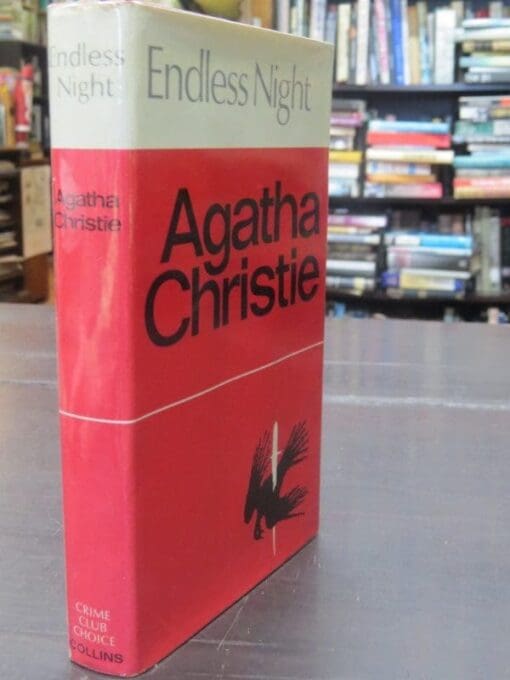 Endless
Night
Agatha
Christie
CRIME
CLUB
CHOICE
COLLINS
Endless Night
Agatha
Christie